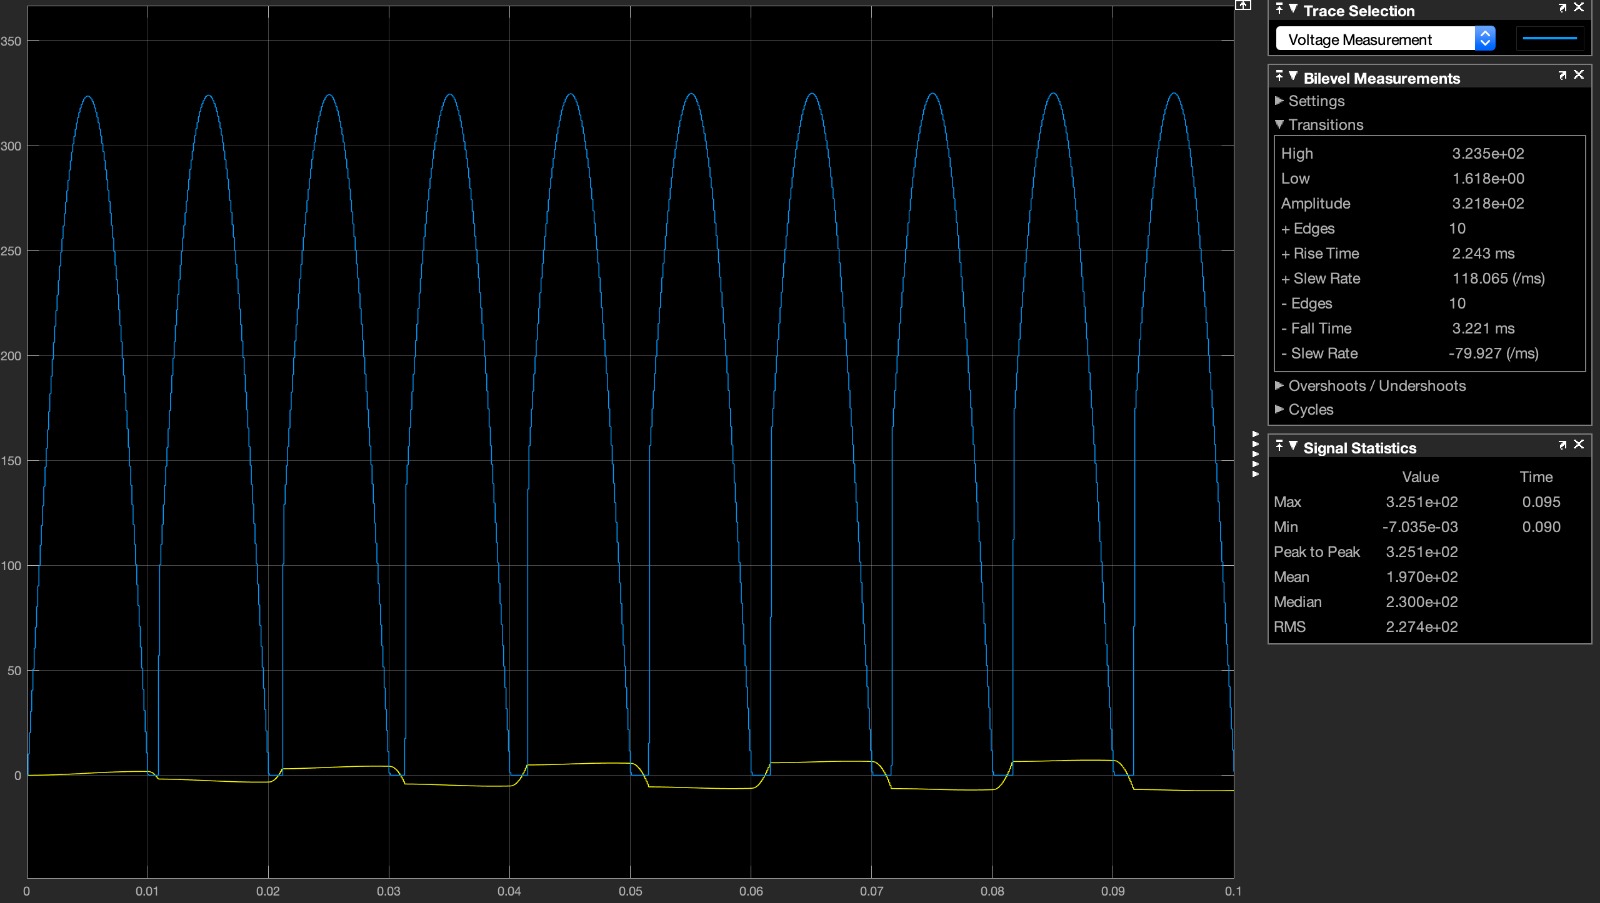 350
300
250
200
150
100
50
0
0 0.01 0.02 0.03 0.04 0.05 0.06 0.07 0.08 0.09 0.1
Trace Selection
Voltage Measurement
Bilevel Measurements
Settings
Transitions
High 3.235e+02
Low 1.618e+00
Amplitude 3.218e+02
+ Edges 10
+ Rise Time 2.243 ms
+ Slew Rate 118.065 (/ms)
- Edges 10
- Fall Time 3.221 ms
- Slew Rate -79.927 (/ms)
Overshoots / Undershoots
Cycles
Signal Statistics
Value Time
Max 3.251e+02 0.095
Min -7.035e-03 0.090
Peak to Peak 3.251e+02
Mean 1.970e+02
Median 2.300e+02
RMS 2.274e+02